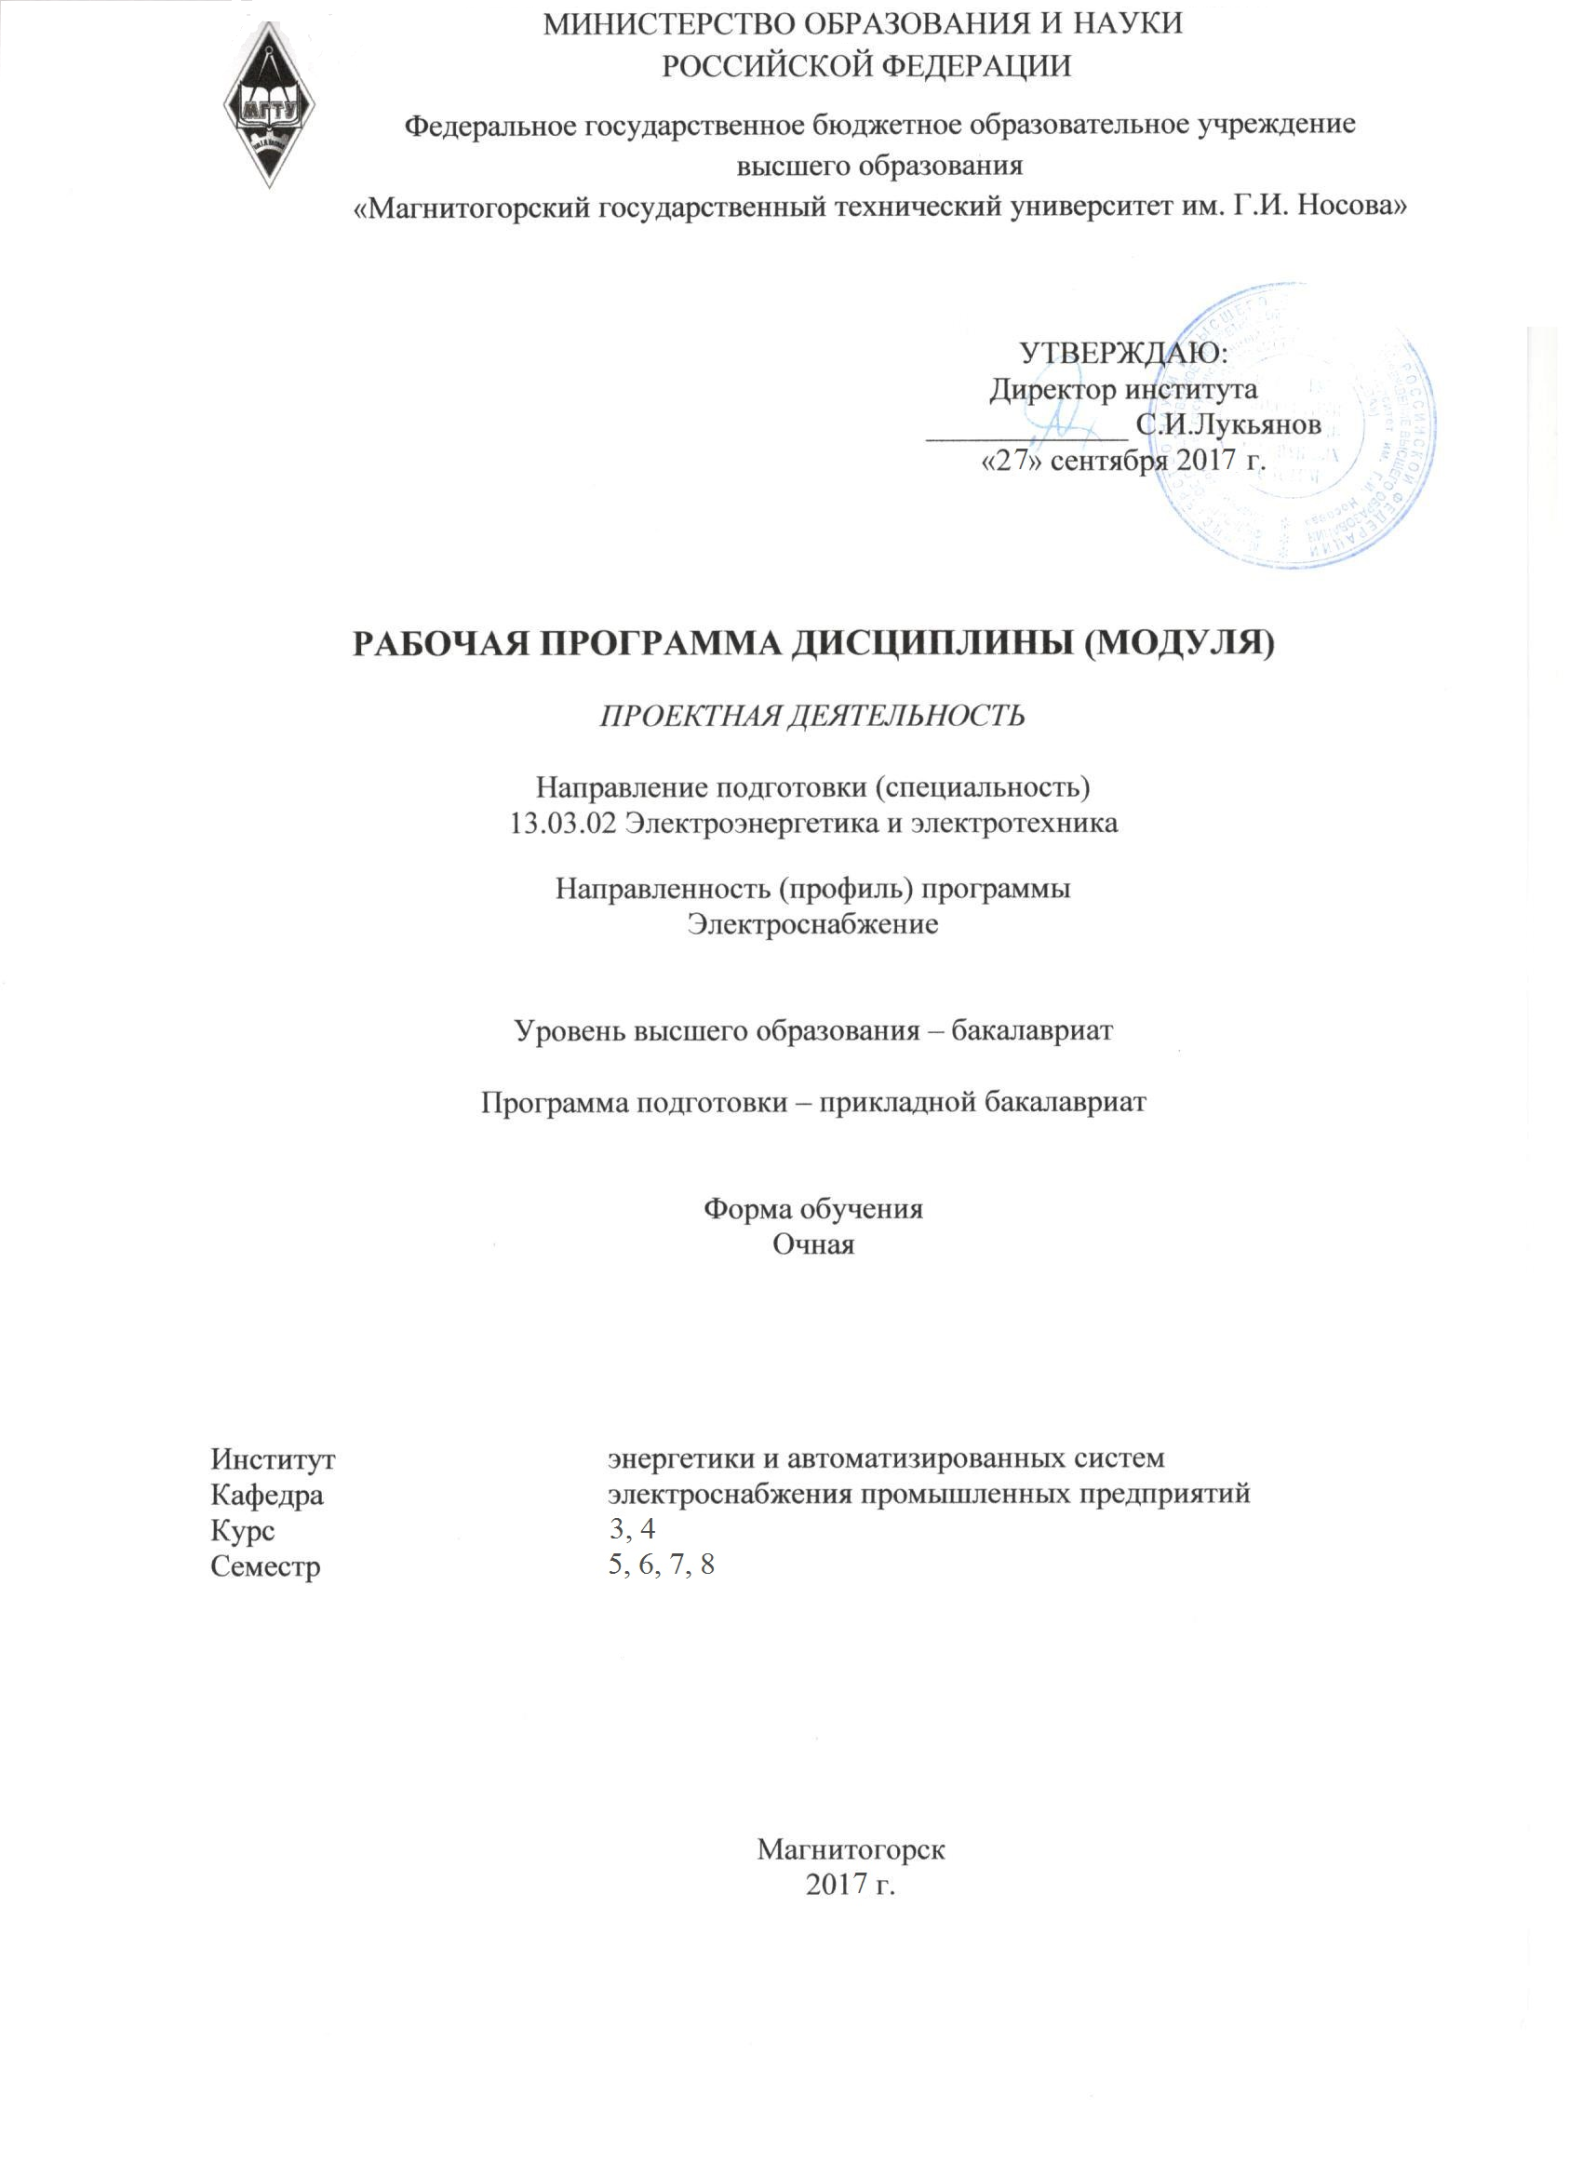 МИНИСТЕРСТВО ОБРАЗОВАНИЯ И НАУКИ
РОССИЙСКОЙ ФЕДЕРАЦИИ
Федеральное государственное бюджетное образовательное учреждение
высшего образования
«Магнитогорский государственный технический университет им. Г.И. Носова»
МГТУ
УТВЕРЖДАЮ:
Директор института
С.И.Лукьянов
«27» сентября 2017 г.
РОССИЙСКОЙ ФЕДЕРАЦИИ
РАБОЧАЯ ПРОГРАММА ДИСЦИПЛИНЫ (МОДУЛЯ)
ПРОЕКТНАЯ ДЕЯТЕЛЬНОСТЬ
Направление подготовки (специальность)
13.03.02 Электроэнергетика и электротехника
Направленность (профиль) программы
Электроснабжение
Уровень высшего образования – бакалавриат
Программа подготовки – прикладной бакалавриат
Форма обучения
Очная
Институт энергетики и автоматизированных систем
Кафедра электроснабжения промышленных предприятий
Курс 3, 4
Семестр 5, 6, 7, 8
Магнитогорск
2017 г.